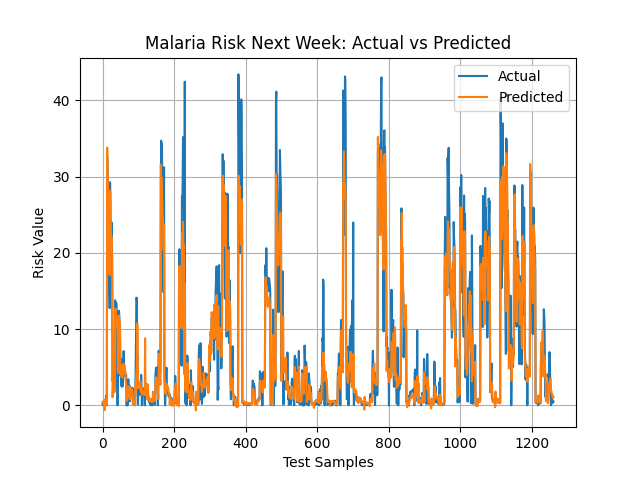 Malaria Risk Next Week: Actual vs Predicted
Actual
Predicted
Risk Value
40
30
20
10
0
0 200 400 600 800 1000 1200
Test Samples